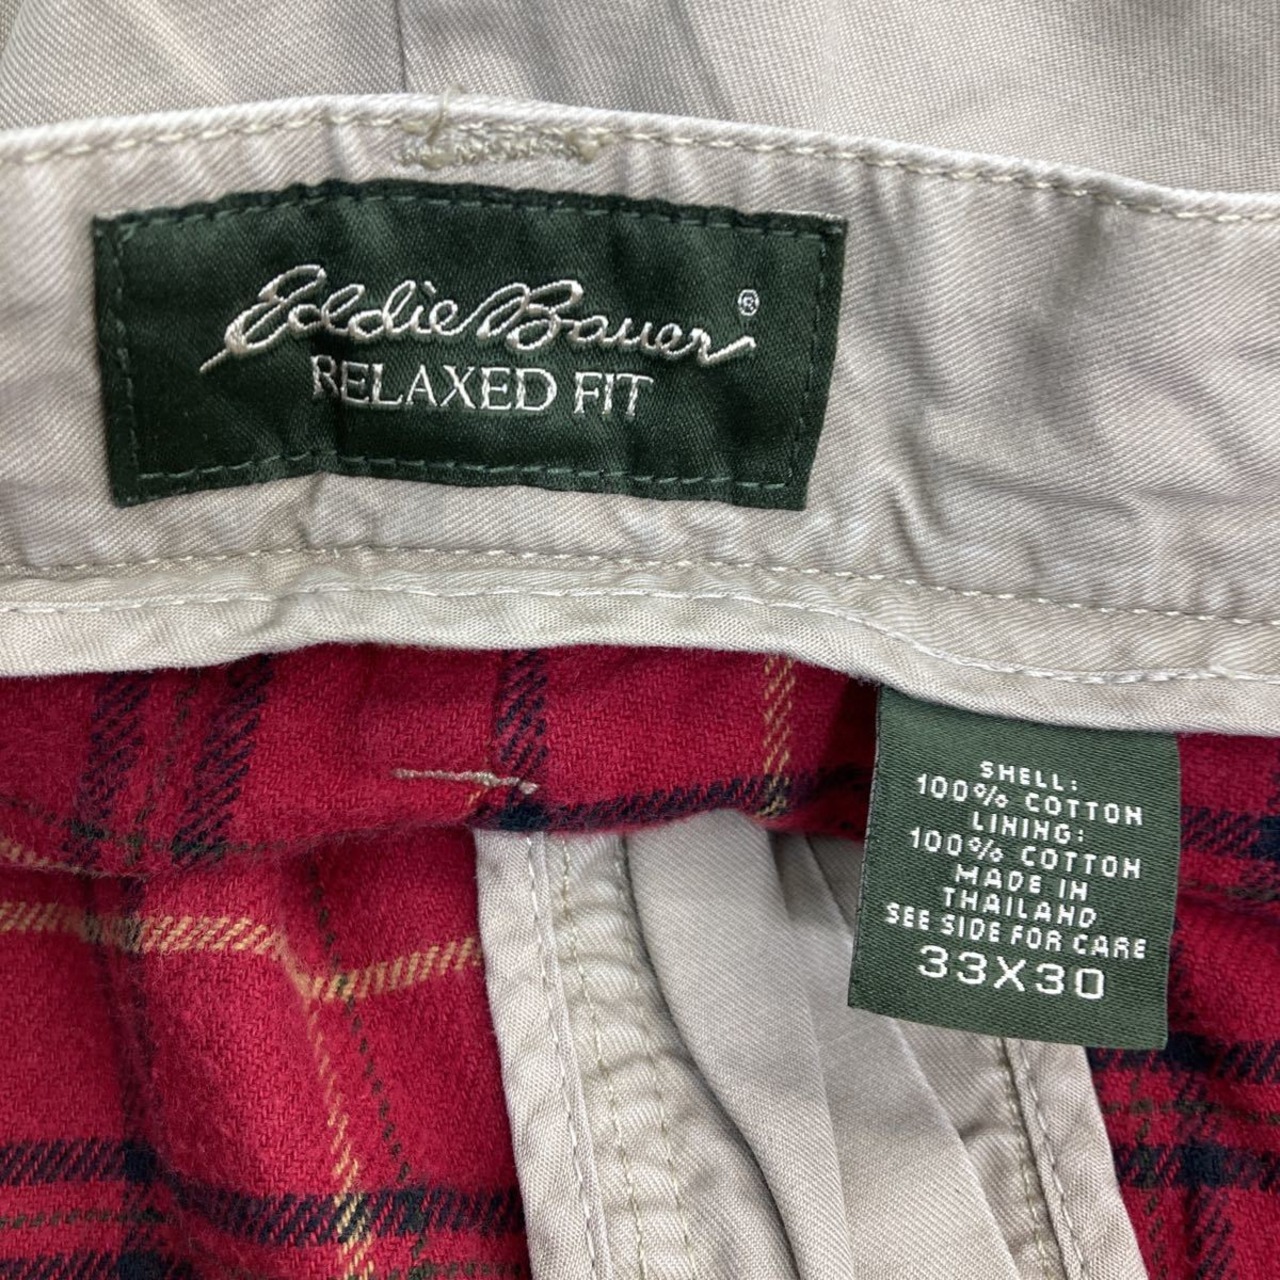 Eddie Bauer®
RELAXED FIT
SHELL:
100% COTTON
LINING:
100% COTTON
MADE IN
THAILAND
SEE SIDE FOR CARE
33X30